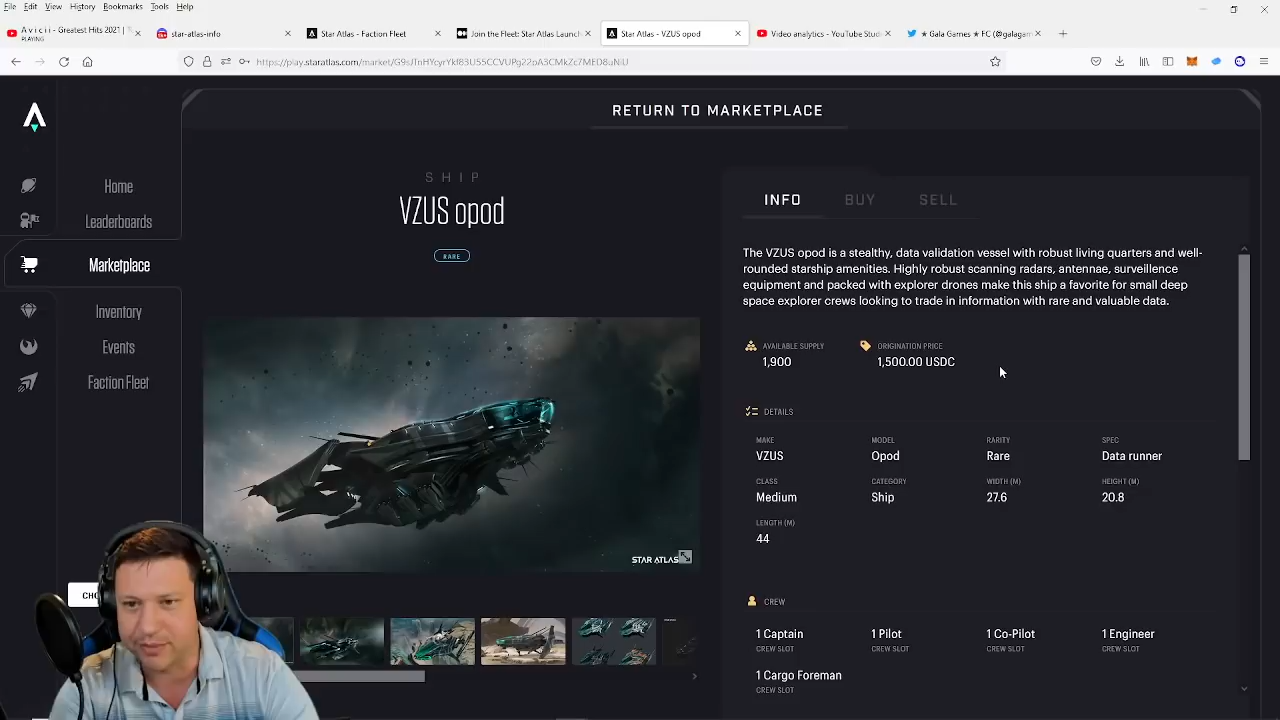 File Edit View History Bookmarks Tools Help
A v i c i i - Greatest Hits 2021 | T
PLAYING
star-atlas-info
Star Atlas - Faction Fleet
Join the Fleet: Star Atlas Launch
Star Atlas - VZUS opod
Video analytics - YouTube Studi
★ Gala Games ★ FC (@galagam
RETURN TO MARKETPLACE
Home
Leaderboards
Marketplace
Inventory
Events
Faction Fleet
CHO
SHIP
VZUS opod
RARE
STAR ATLAS
INFO BUY SELL
The VZUS opod is a stealthy, data validation vessel with robust living quarters and well-
rounded starship amenities. Highly robust scanning radars, antennae, surveillence
equipment and packed with explorer drones make this ship a favorite for small deep
space explorer crews looking to trade in information with rare and valuable data.
AVAILABLE SUPPLY ORIGINATION PRICE
1,900 1,500.00 USDC
DETAILS
MAKE MODEL RARITY SPEC
VZUS Opod Rare Data runner
CLASS CATEGORY WIDTH (M) HEIGHT (M)
Medium Ship 27.6 20.8
LENGTH (M)
44
CREW
1 Captain 1 Pilot 1 Co-Pilot 1 Engineer
CREW SLOT CREW SLOT CREW SLOT CREW SLOT
1 Cargo Foreman
CREW SLOT